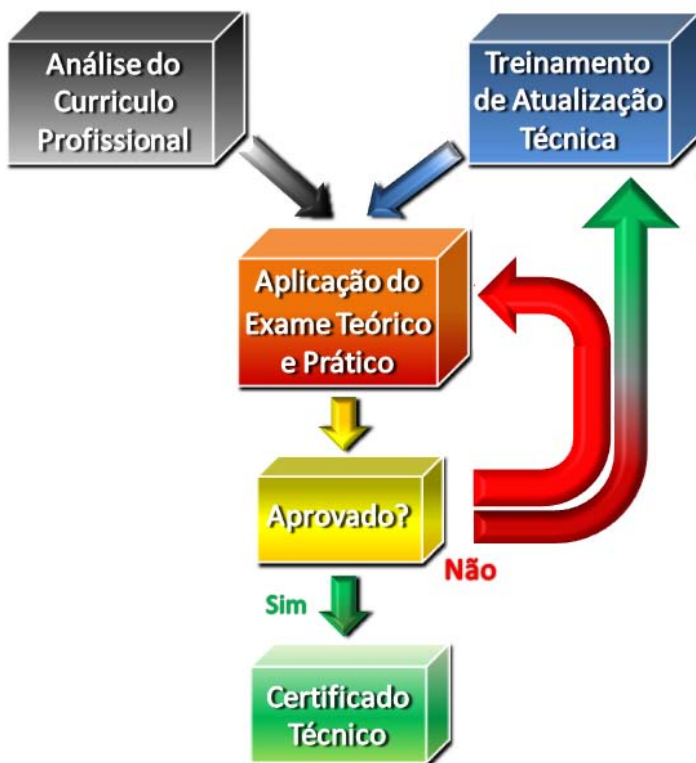 Análise do
Curriculo
Profissional
Treinamento
de Atualização
Técnica
Aplicação do
Exame Teórico
e Prático
Aprovado?
Não
Sim
Certificado
Técnico